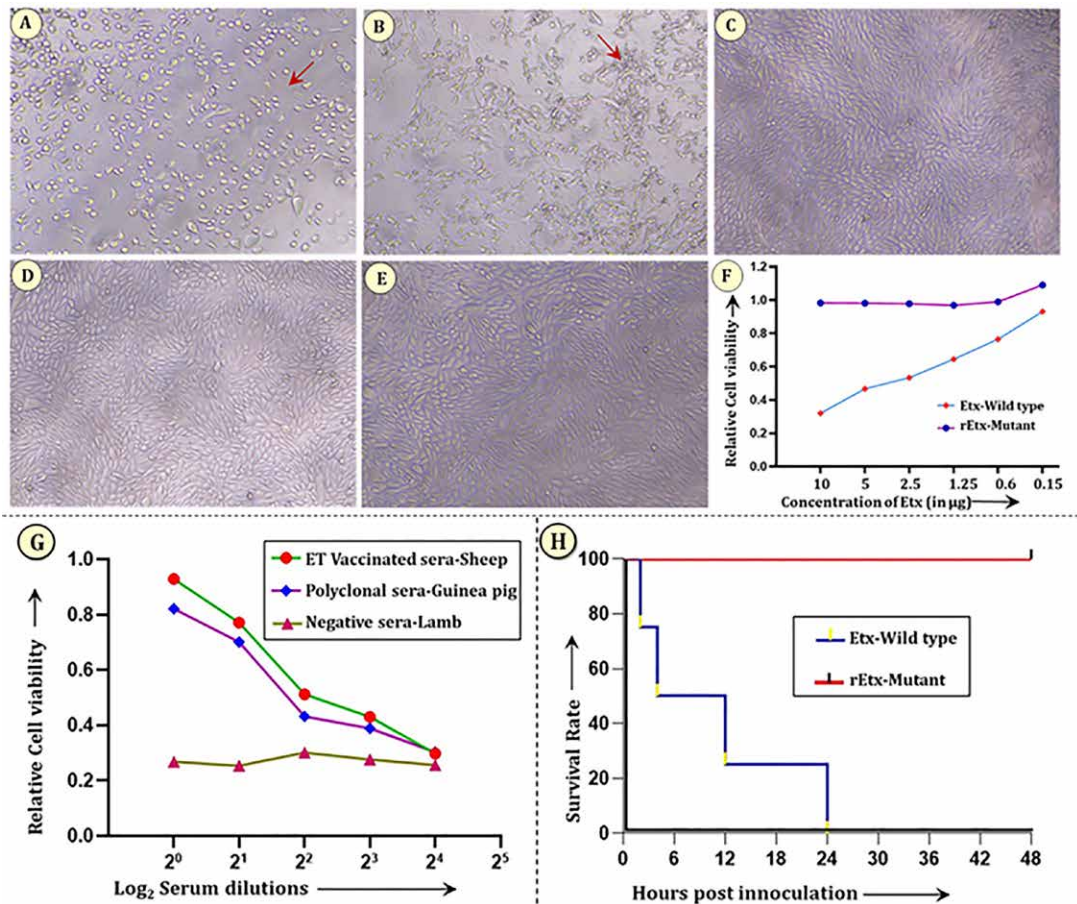 A
B
C
D
E
F
1.2
1.0
0.8
0.6
0.4
0.2
0.0
Relative Cell viability
Etx-Wild type
rEtx-Mutant
10 5 2.5 1.25 0.6 0.15
Concentration of Etx (in µg)
G
1.0
0.8
0.6
0.4
0.2
0.0
Relative Cell viability
ET Vaccinated sera-Sheep
Polyclonal sera-Guinea pig
Negative sera-Lamb
2⁰ 2¹ 2² 2³ 2⁴ 2⁵
Log₂ Serum dilutions
H
100
80
60
40
20
0
Survival Rate
Etx-Wild type
rEtx-Mutant
0 6 12 18 24 30 36 42 48
Hours post innoculation